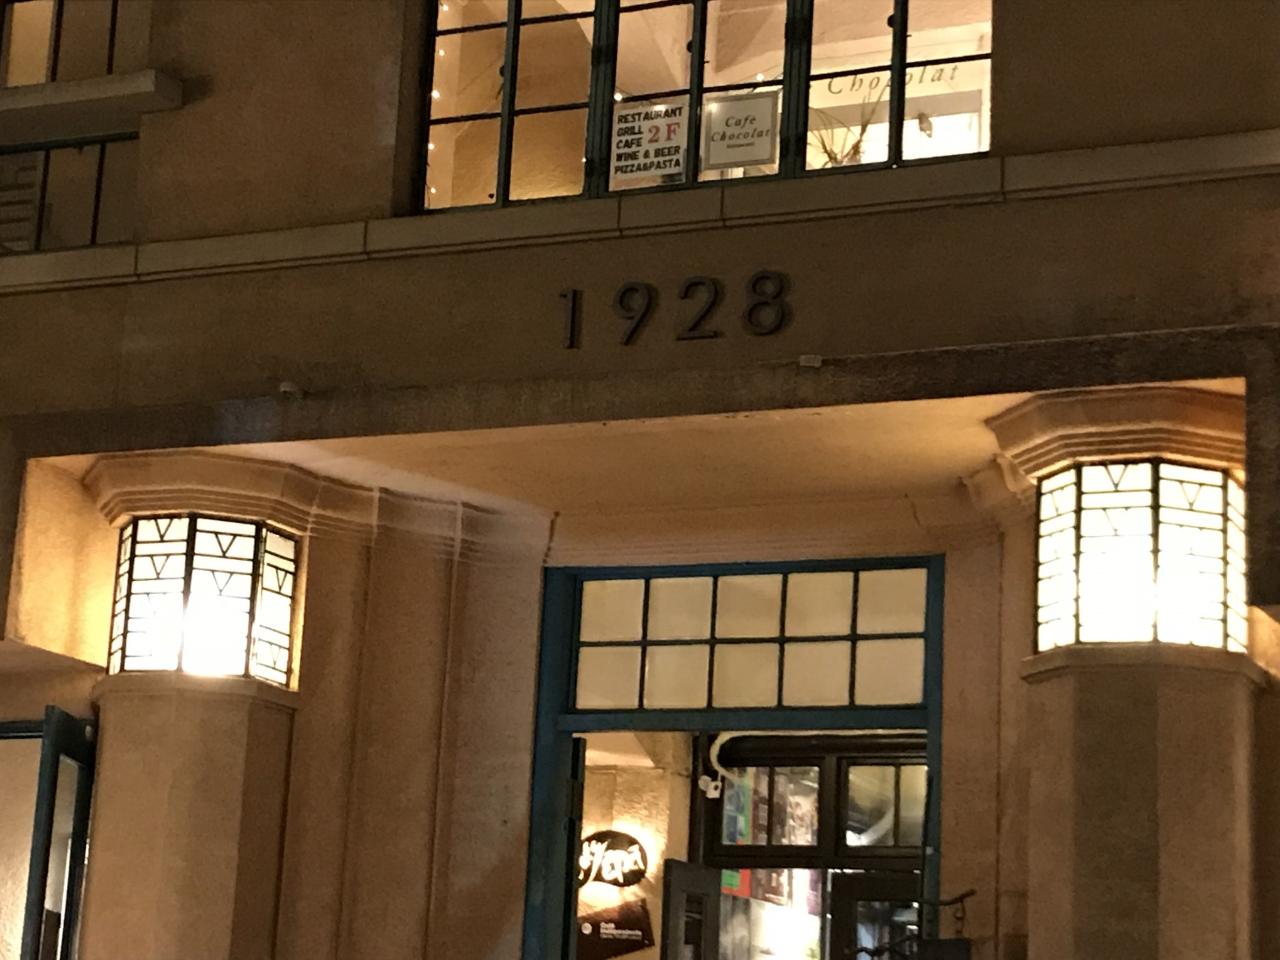 Chocolat
RESTAURANT
GRILL 2F
CAFE
WINE & BEER
PIZZA&PASTA
Cafe
Chocolat
1928